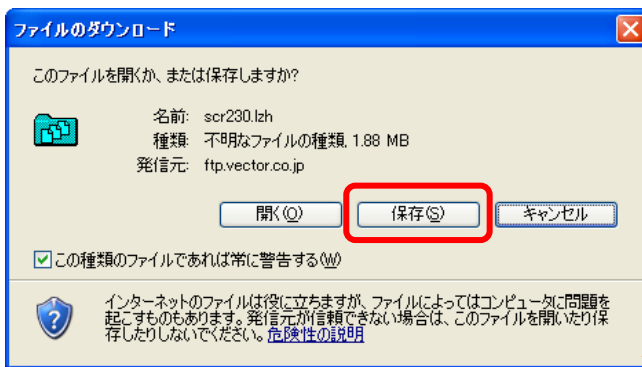 ファイルのダウンロード
このファイルを開くか、または保存しますか?
名前: scr230.lzh
種類: 不明なファイルの種類, 1.88 MB
発信元: ftp.vector.co.jp
開く(O) 保存(S) キャンセル
この種類のファイルであれば常に警告する(W)
インターネットのファイルは役に立ちますが、ファイルによってはコンピュータに問題を
起こすものもあります。発信元が信頼できない場合は、このファイルを開いたり保
存したりしないでください。危険性の説明